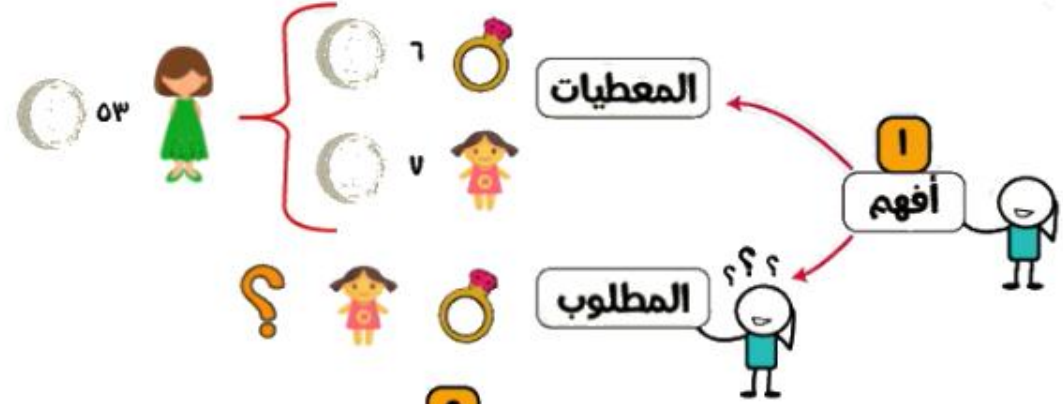 ٦
المعطيات
٥٣
٧
١
أفهم
؟ ؟ ؟
المطلوب
؟